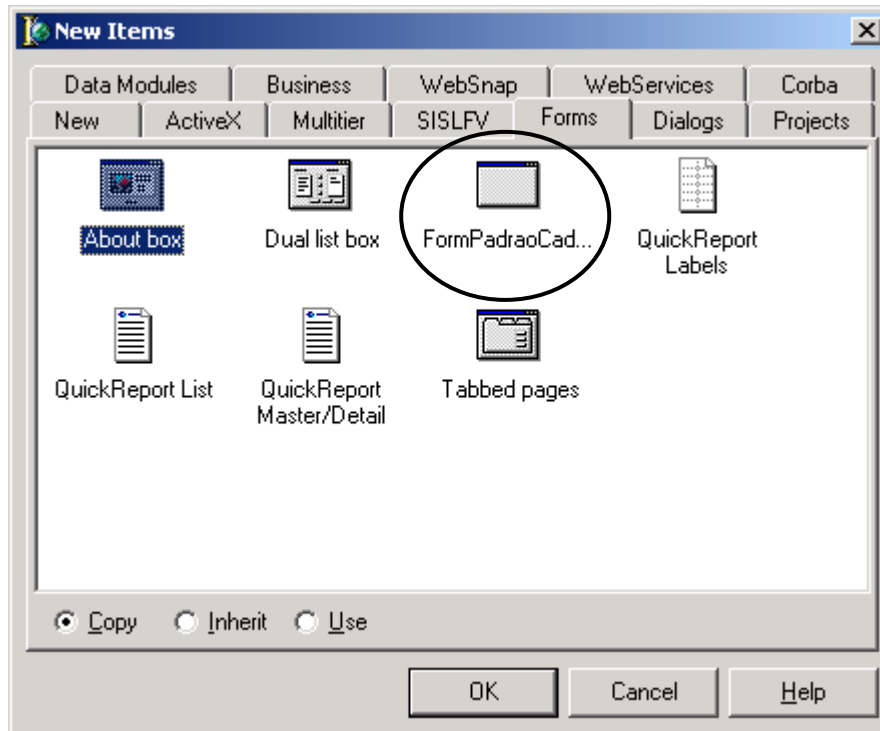 New Items
Data Modules Business WebSnap WebServices Corba
New ActiveX Multitier SISLFV Forms Dialogs Projects
About box Dual list box FormPadraoCad... QuickReport
Labels
QuickReport List QuickReport Tabbed pages
Master/Detail
Copy Inherit Use
OK Cancel Help